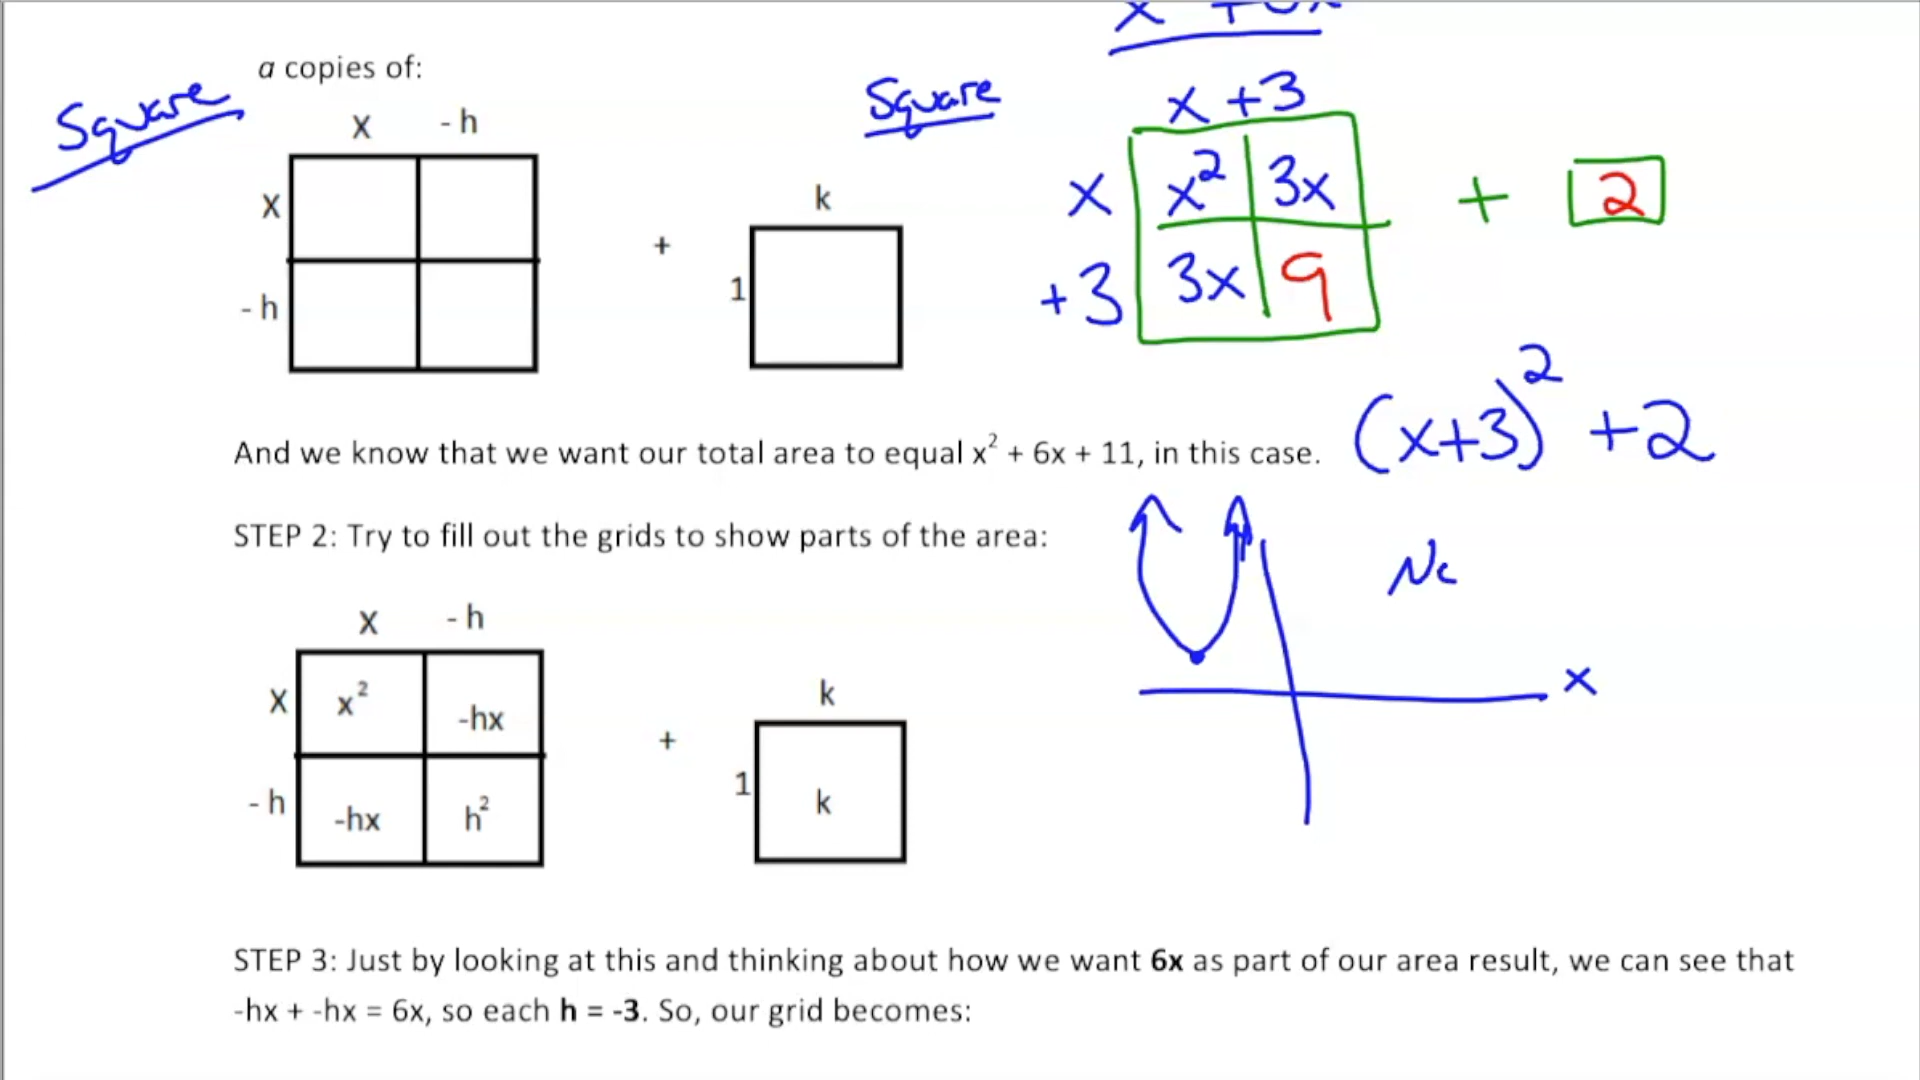 a copies of:
Square
x -h
x
-h
+
k
1
Square
x +3
x x² 3x + 2
+3 3x 9
And we know that we want our total area to equal x² + 6x + 11, in this case.
(x+3)² +2
STEP 2: Try to fill out the grids to show parts of the area:
x -h
x x² -hx
-h -hx h²
+
k
1 k
x
STEP 3: Just by looking at this and thinking about how we want 6x as part of our area result, we can see that
-hx + -hx = 6x, so each h = -3. So, our grid becomes: